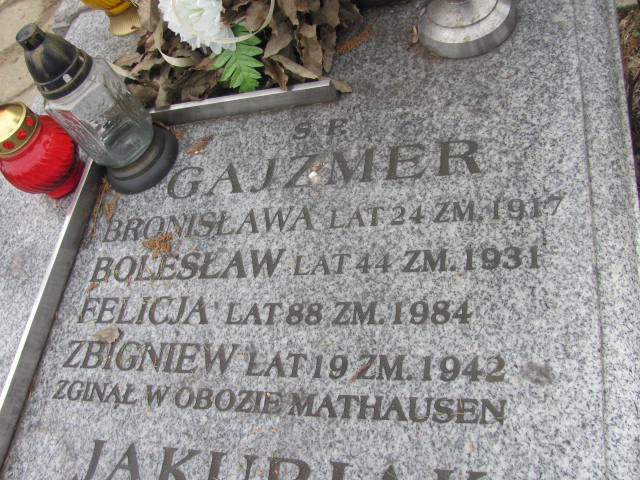 Ś.P.
GAJZMER
BRONISŁAWA LAT 24 ZM. 1917
BOLESŁAW LAT 44 ZM. 1931
FELICJA LAT 88 ZM. 1984
ZBIGNIEW LAT 19 ZM. 1942
ZGINĄŁ W OBOZIE MATHAUSEN